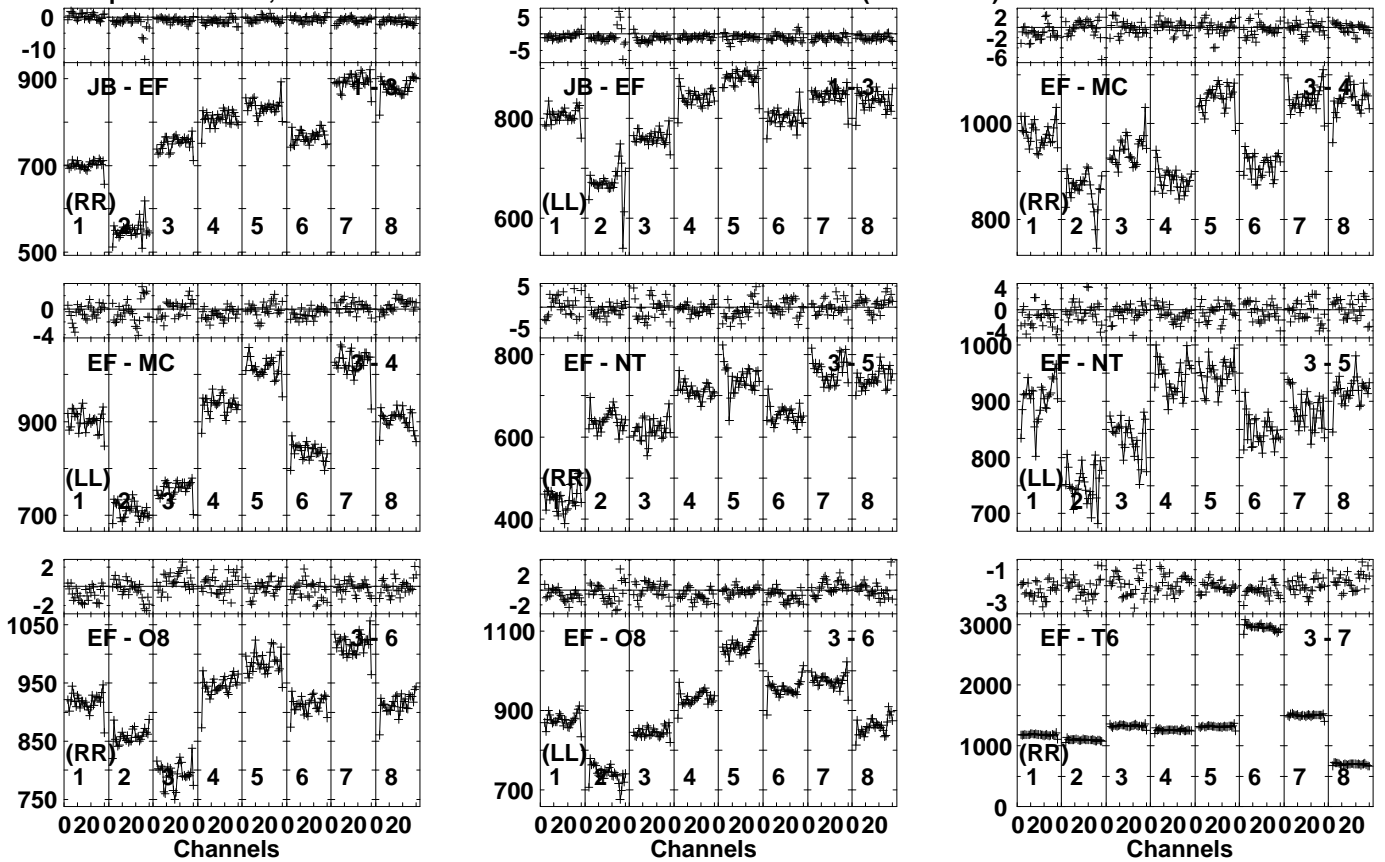 0 5 2
-10 -5 -2
-6
900 JB - EF 1 - 3
JB - EF 1 - 3
EF - MC 3 - 4
700 800 1000
(RR) (LL) (RR)
500 600 800
1 2 3 4 5 6 7 8
1 2 3 4 5 6 7 8
1 2 3 4 5 6 7 8
0 5 4
-4 -5 0
-4
EF - MC 3 - 4
800 EF - NT 3 - 5
1000 EF - NT 3 - 5
900 600 900
800
(LL) (RR) (LL)
700 400 700
1 2 3 4 5 6 7 8
1 2 3 4 5 6 7 8
1 2 3 4 5 6 7 8
2 2 -1
-2 -2 -3
1050 EF - O8 3 - 6
1100 EF - O8 3 - 6
3000 EF - T6 3 - 7
950 900 2000
850 1000
(RR) (LL) (RR)
750 700 0
1 2 3 4 5 6 7 8
1 2 3 4 5 6 7 8
1 2 3 4 5 6 7 8
0 20 0 20 0 20 0 20 0 20 0 20 0 20 0 20
0 20 0 20 0 20 0 20 0 20 0 20 0 20 0 20
0 20 0 20 0 20 0 20 0 20 0 20 0 20 0 20
Channels Channels Channels